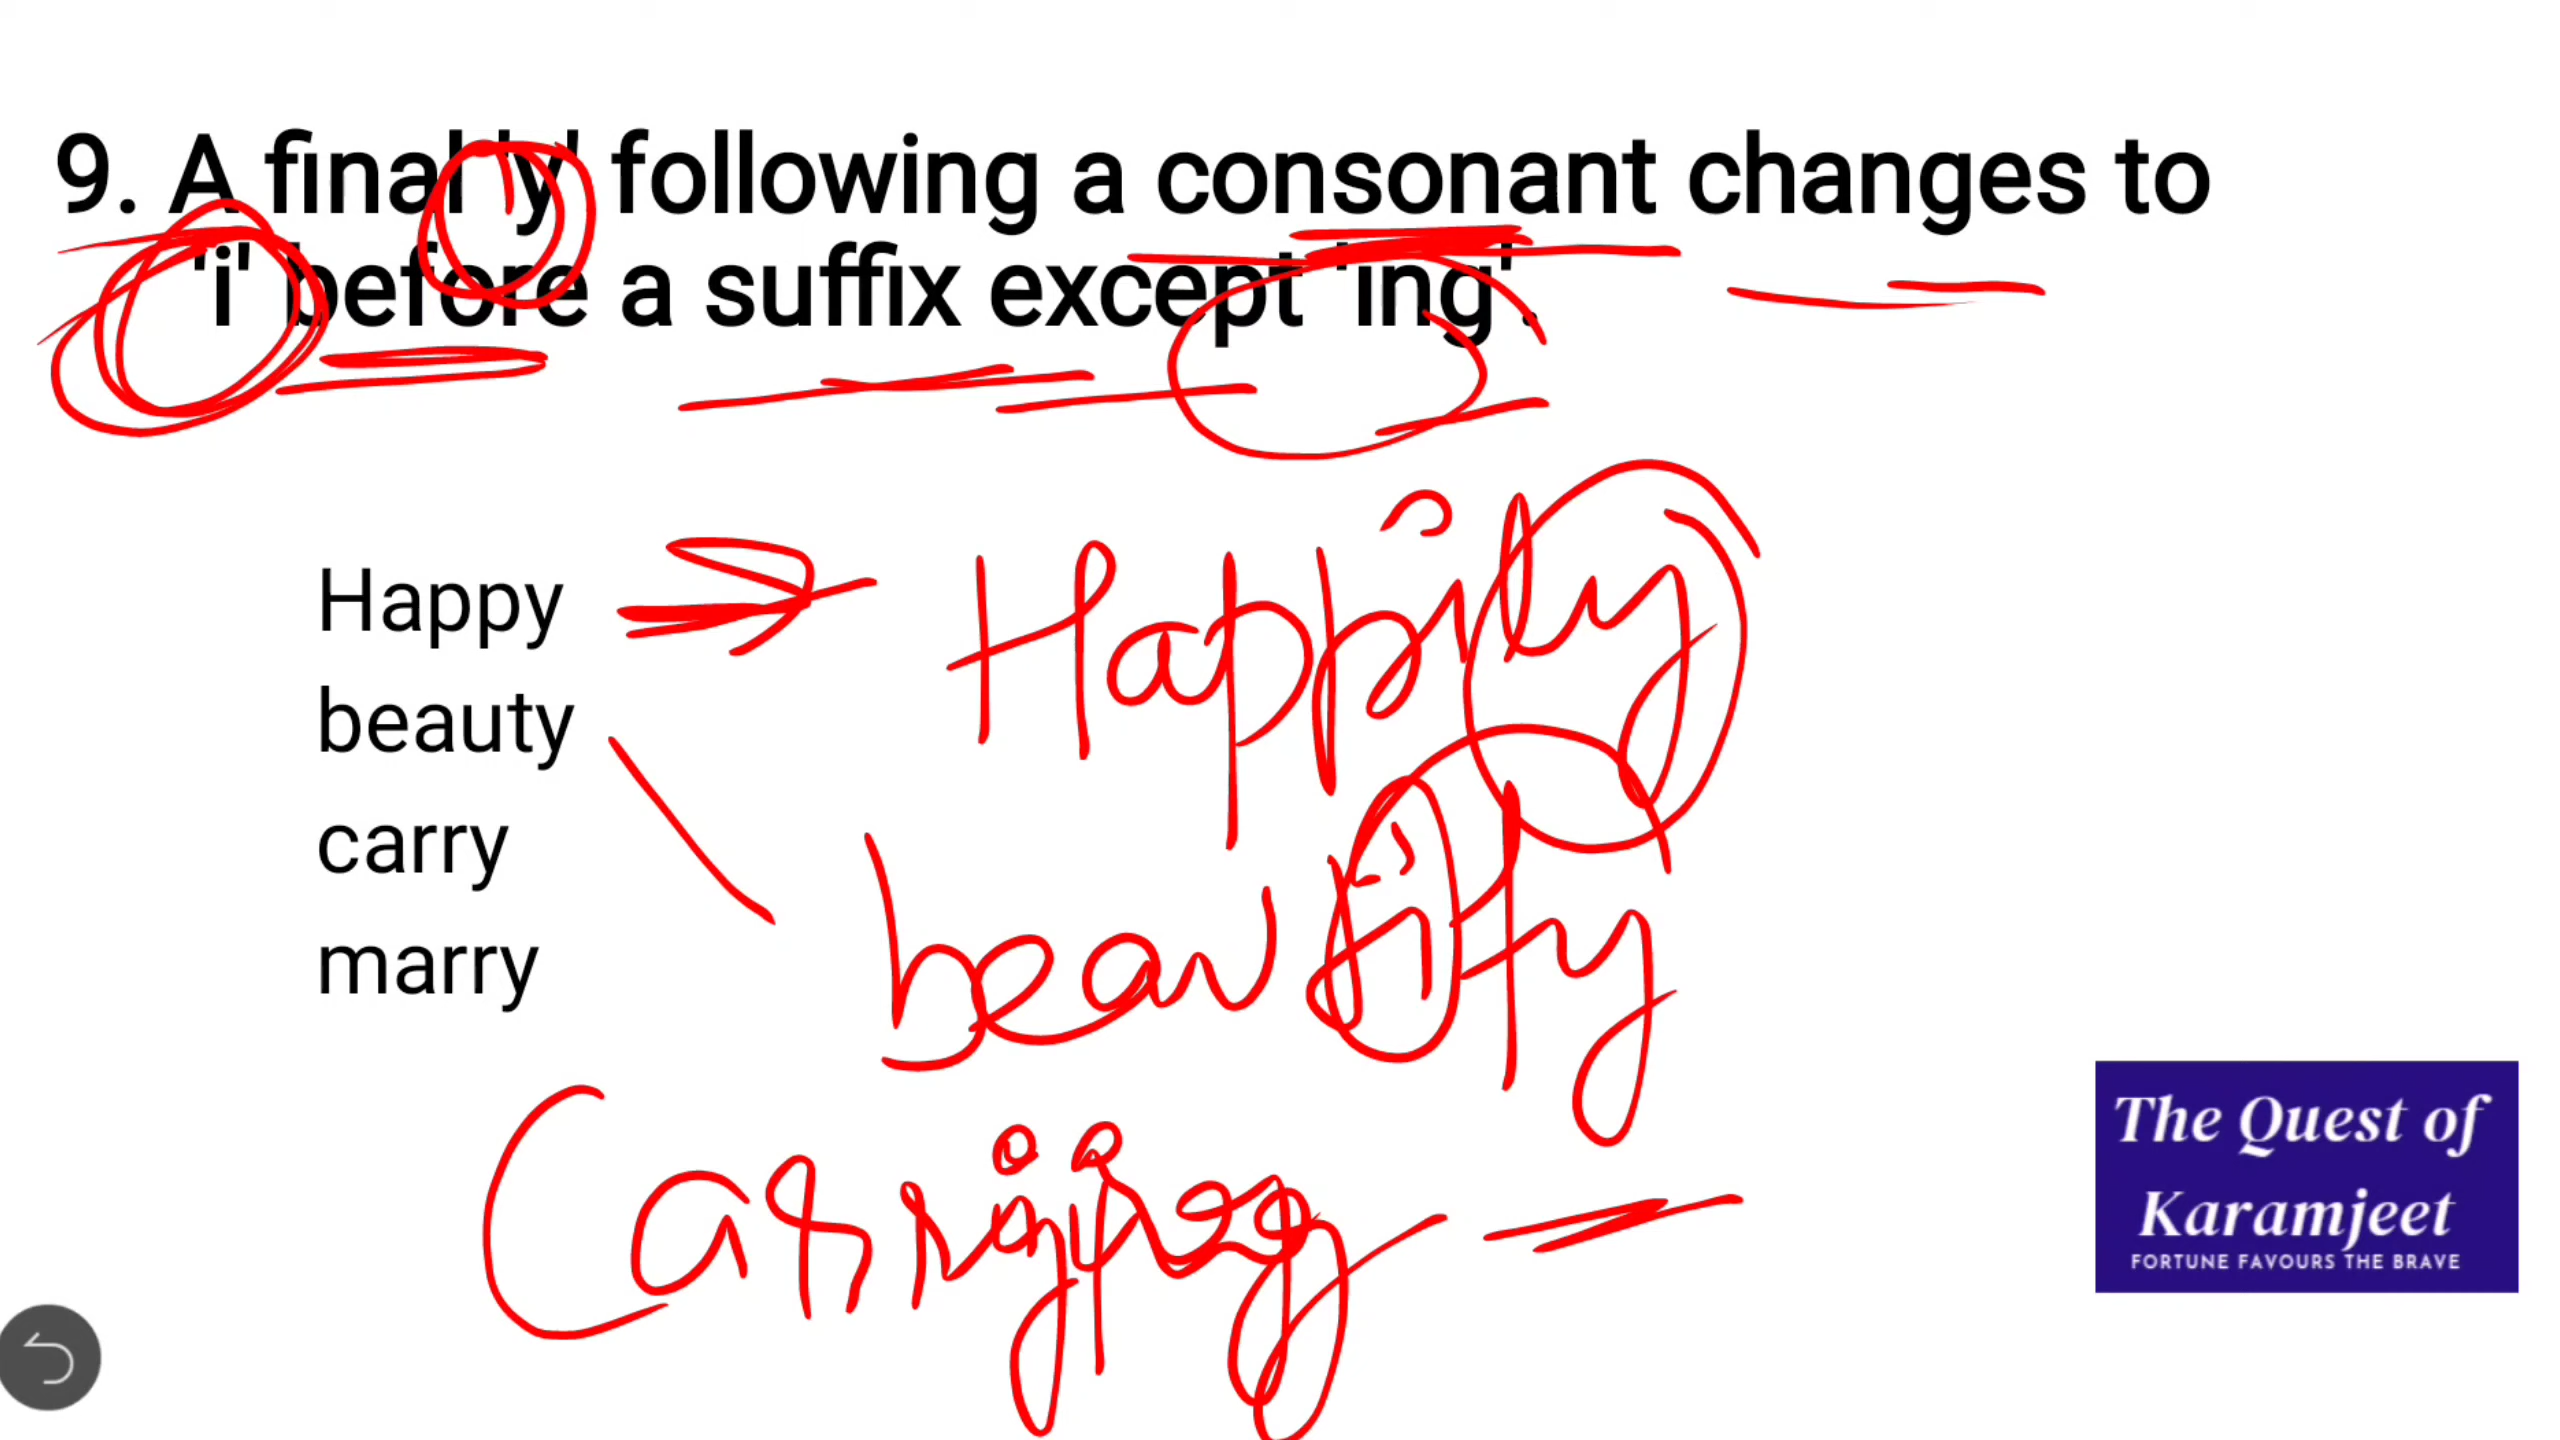 9. A final 'y' following a consonant changes to
'i' before a suffix except 'ing'.
Happy
Happily
beauty
beautify
carry
marry
The Quest of
Karamjeet
FORTUNE FAVOURS THE BRAVE